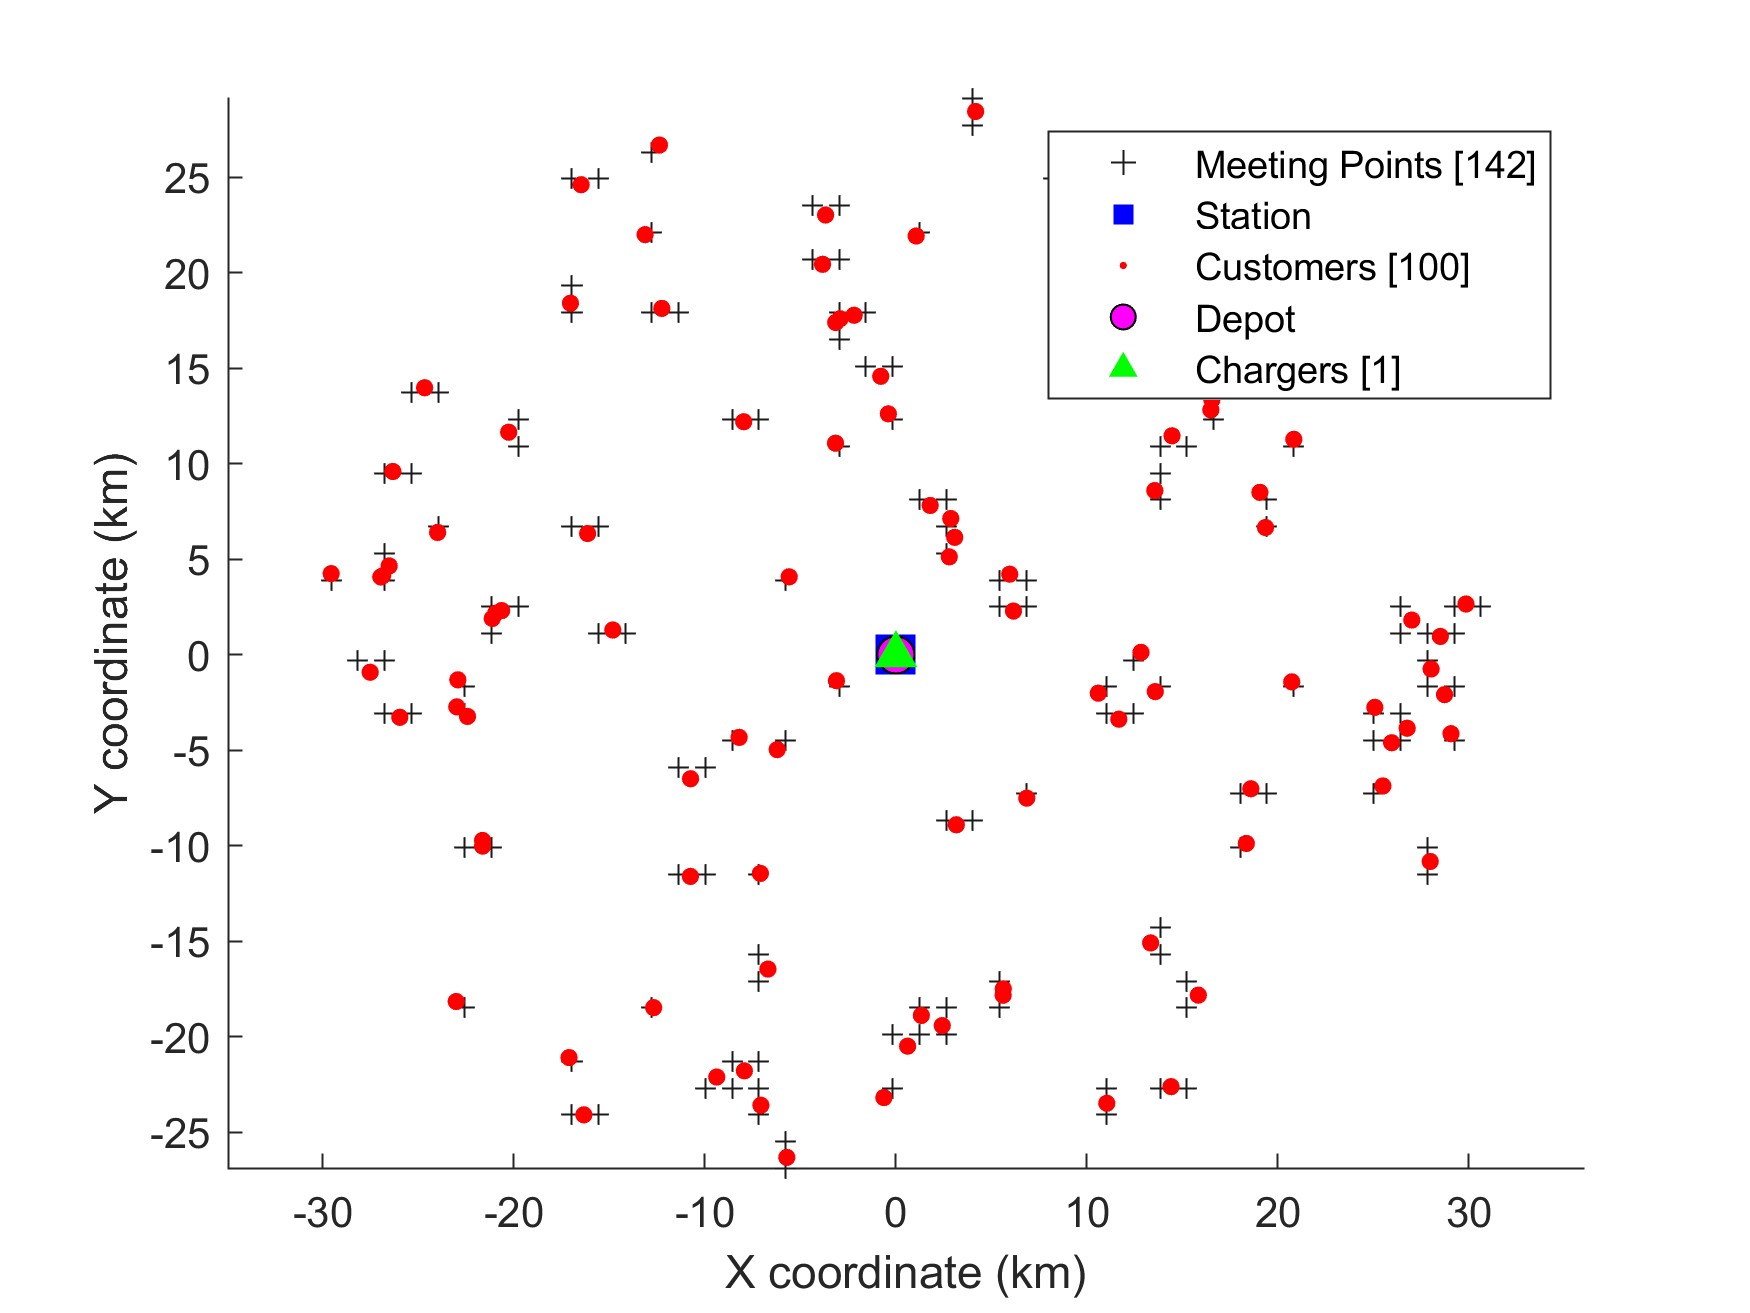 Meeting Points [142]
Station
Customers [100]
Depot
Chargers [1]
25
20
15
10
5
0
-5
-10
-15
-20
-25
Y coordinate (km)
-30 -20 -10 0 10 20 30
X coordinate (km)